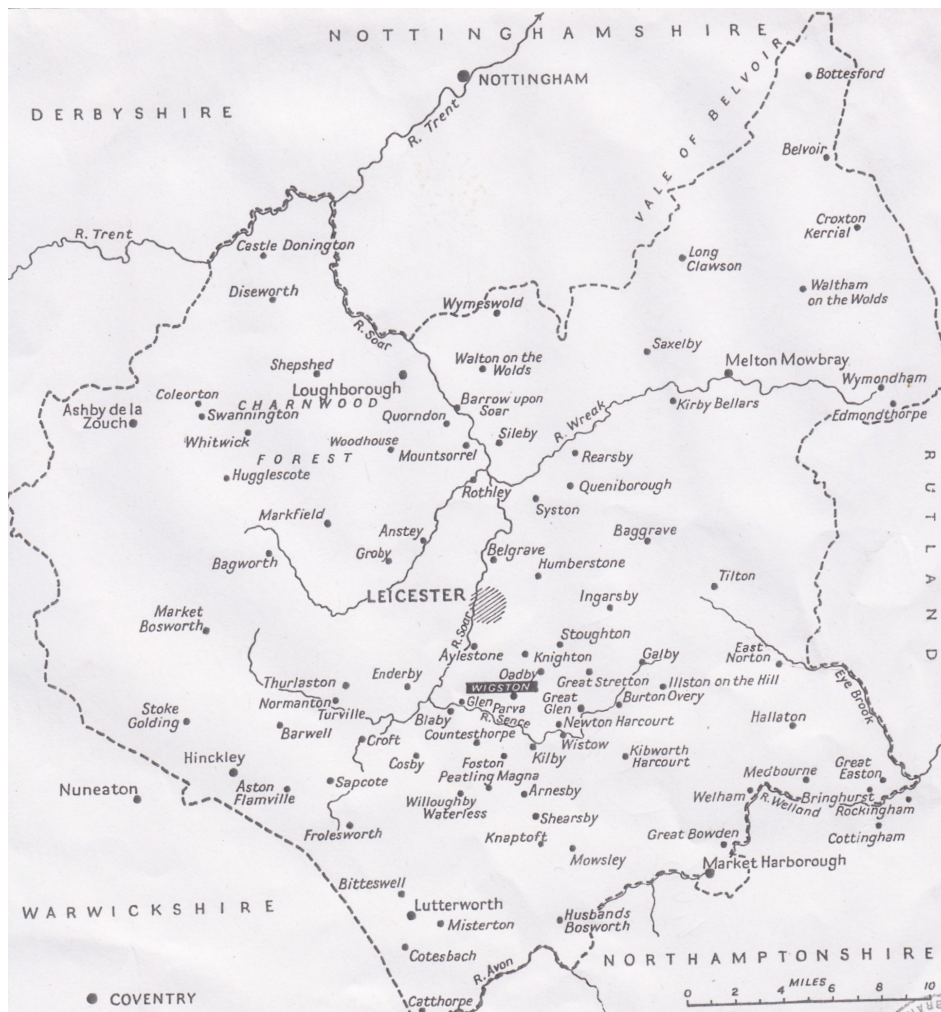 NOTTINGHAMSHIRE
NOTTINGHAM
Bottesford
DERBYSHIRE
R. Trent
VALE OF BELVOIR
Belvoir
Croxton
Kerrial
R. Trent
Castle Donington
Long
Clawson
Diseworth
Waltham
on the Wolds
Wymeswold
R. Soar
Saxelby
Walton on the
Wolds
Melton Mowbray
Shepshed
Loughborough
Wymondham
Coleorton
CHARNWOOD
Barrow upon
Soar
Kirby Bellars
Edmondthorpe
Ashby de la
Zouch
Swannington
Quorndon
R. Wreak
Whitwick
Woodhouse
Sileby
FOREST
Mountsorrel
Rearsby
RUTLAND
Hugglescote
Rothley
Queniborough
Syston
Markfield
Anstey
Baggrave
Groby
Belgrave
Bagworth
Humberstone
Tilton
LEICESTER
Ingarsby
Market
Bosworth
R. Soar
Stoughton
Aylestone
Knighton
Galby
East
Norton
Enderby
Oadby
Great Stretton
Illston on the Hill
Eye Brook
Thurlaston
WIGSTON
Normanton
Turville
Glen
Parva
Great
Glen
Burton Overy
Stoke
Golding
Blaby
R. Sence
Newton Harcourt
Hallaton
Barwell
Croft
Countesthorpe
Wistow
Hinckley
Cosby
Foston
Kilby
Kibworth
Harcourt
Nuneaton
Aston
Flamville
Sapcote
Peatling Magna
Medbourne
Great
Easton
Willoughby
Waterless
Arnesby
Welham
R. Welland
Bringhurst
Rockingham
Frolesworth
Shearsby
Knaptoft
Great Bowden
Cottingham
Mowsley
Market Harborough
Bitteswell
WARWICKSHIRE
Lutterworth
Misterton
Husbands
Bosworth
Cotesbach
NORTHAMPTONSHIRE
R. Avon
COVENTRY
Catthorpe
MILES
0 2 4 6 8 10